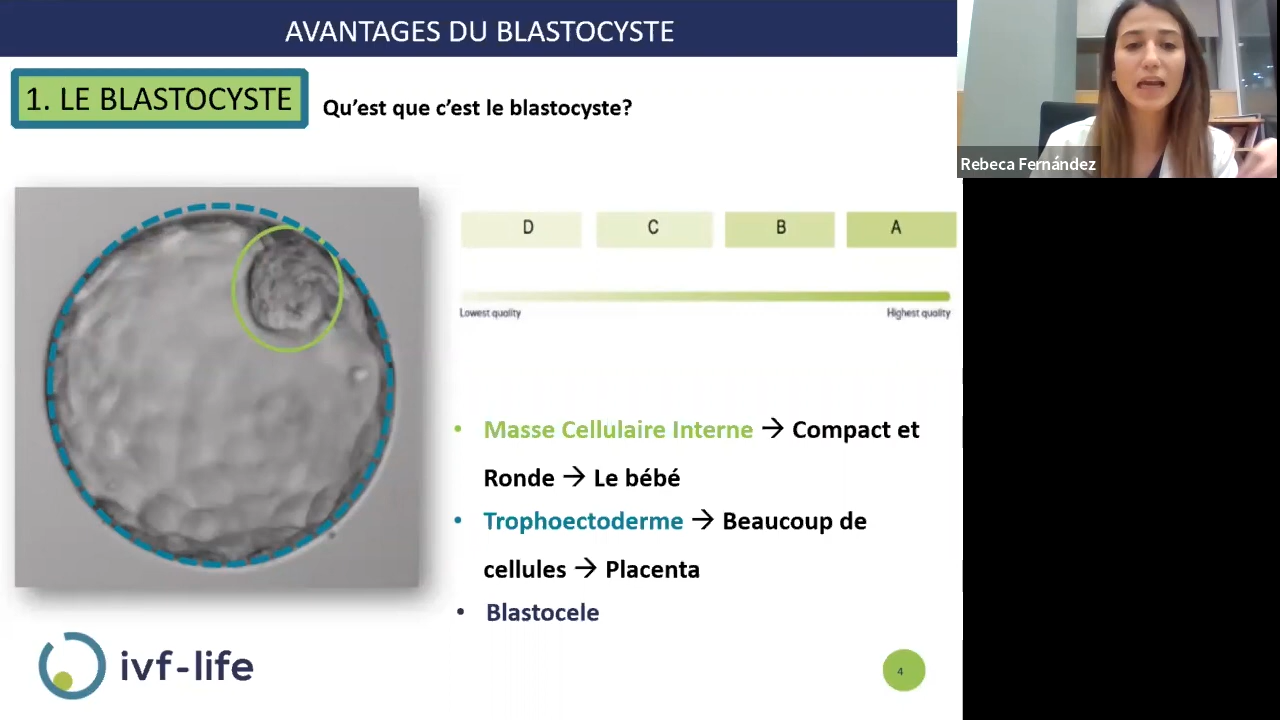 AVANTAGES DU BLASTOCYSTE
1. LE BLASTOCYSTE
Qu’est que c’est le blastocyste?
Rebeca Fernández
D C B A
Lowest quality Highest quality
• Masse Cellulaire Interne → Compact et
Ronde → Le bébé
• Trophoectoderme → Beaucoup de
cellules → Placenta
• Blastocele
ivf-life
4